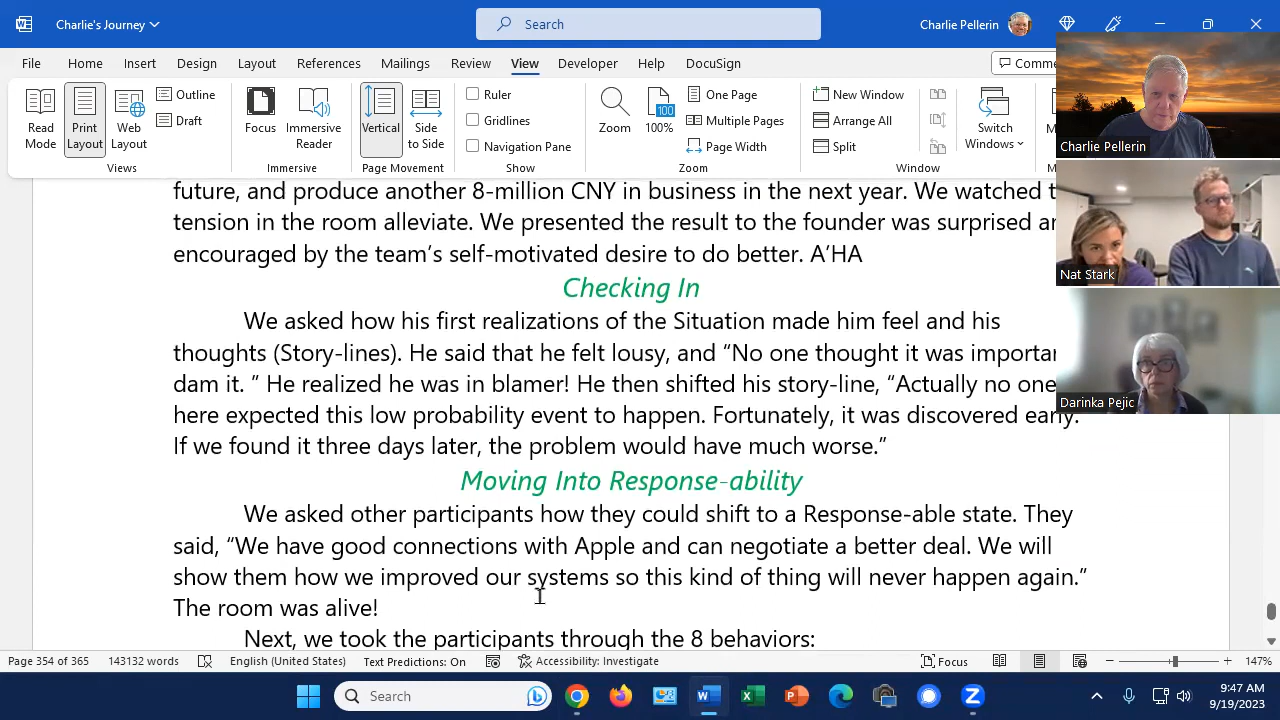 Charlie's Journey
Search
Charlie Pellerin
File Home Insert Design Layout References Mailings Review View Developer Help DocuSign
Read Mode
Print Layout
Web Layout
Outline
Draft
Views
Focus
Immersive Reader
Immersive
Vertical
Side to Side
Page Movement
Ruler
Gridlines
Navigation Pane
Show
Zoom
100
100%
One Page
Multiple Pages
Page Width
Zoom
New Window
Arrange All
Split
Switch Windows
Window
future, and produce another 8-million CNY in business in the next year. We watched
tension in the room alleviate. We presented the result to the founder was surprised
encouraged by the team's self-motivated desire to do better. A'HA
Checking In
We asked how his first realizations of the Situation made him feel and his
thoughts (Story-lines). He said that he felt lousy, and “No one thought it was
dam it. ” He realized he was in blamer! He then shifted his story-line, “Actually no one
here expected this low probability event to happen. Fortunately, it was discovered early.
If we found it three days later, the problem would have much worse.”
Moving Into Response-ability
We asked other participants how they could shift to a Response-able state. They
said, “We have good connections with Apple and can negotiate a better deal. We will
show them how we improved our systems so this kind of thing will never happen again.”
The room was alive!
Next, we took the participants through the 8 behaviors:
Charlie Pellerin
Nat Stark
Darinka Pejic
Page 354 of 365 143132 words English (United States) Text Predictions: On Accessibility: Investigate Focus 147%
Search
9:47 AM
9/19/2023